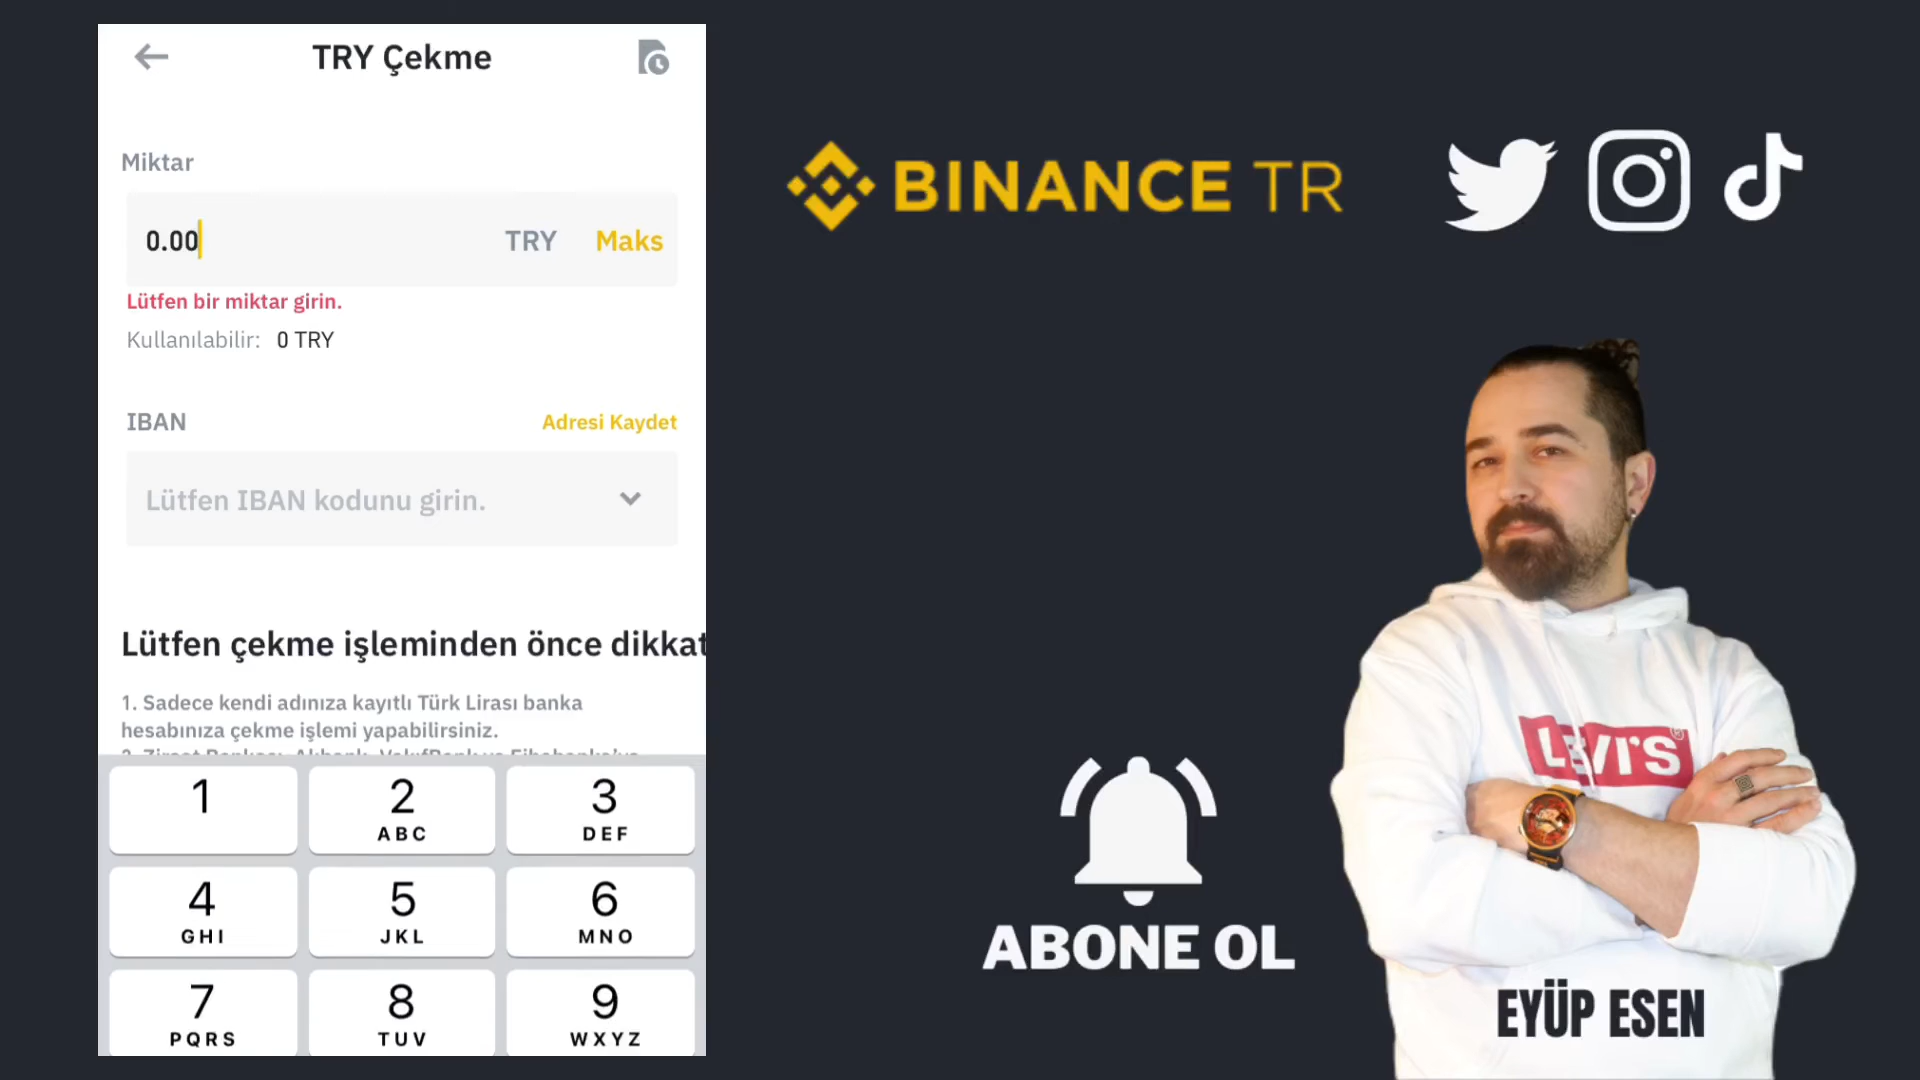 TRY Çekme
Miktar
0.00
TRY
Maks
Lütfen bir miktar girin.
Kullanılabilir: 0 TRY
IBAN
Adresi Kaydet
Lütfen IBAN kodunu girin.
Lütfen çekme işleminden önce dikkat
1. Sadece kendi adınıza kayıtlı Türk Lirası banka
hesabınıza çekme işlemi yapabilirsiniz.
1
2
ABC
3
DEF
4
GHI
5
JKL
6
MNO
7
PQRS
8
TUV
9
WXYZ
BINANCE TR
ABONE OL
LEVI'S
EYÜP ESEN